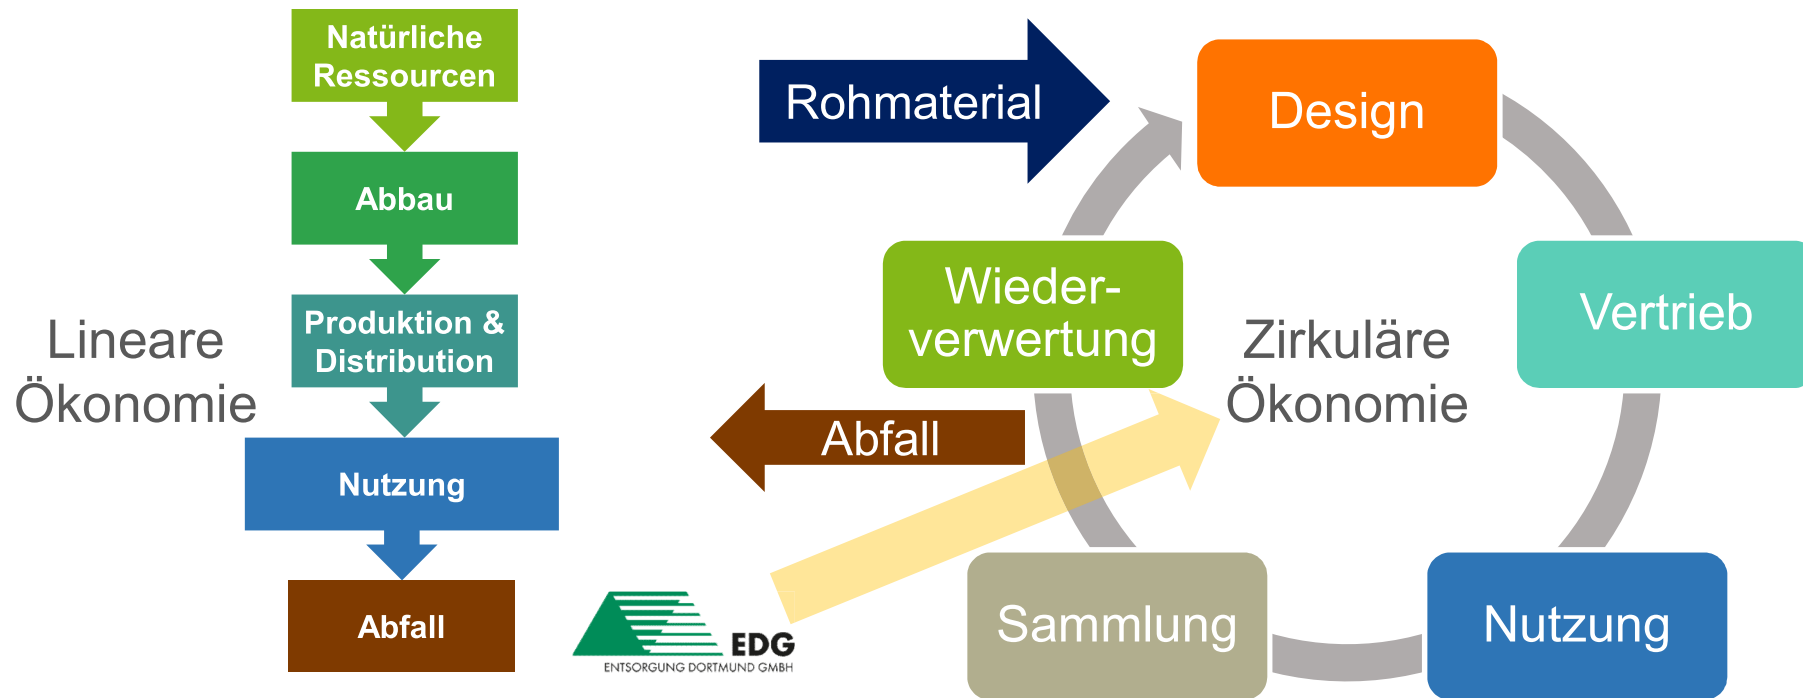 Natürliche
Ressourcen
Abbau
Produktion &
Distribution
Nutzung
Abfall
Lineare
Ökonomie
Rohmaterial
Design
Vertrieb
Nutzung
Sammlung
Wieder-
verwertung
Abfall
Zirkuläre
Ökonomie
EDG
ENTSORGUNG DORTMUND GMBH